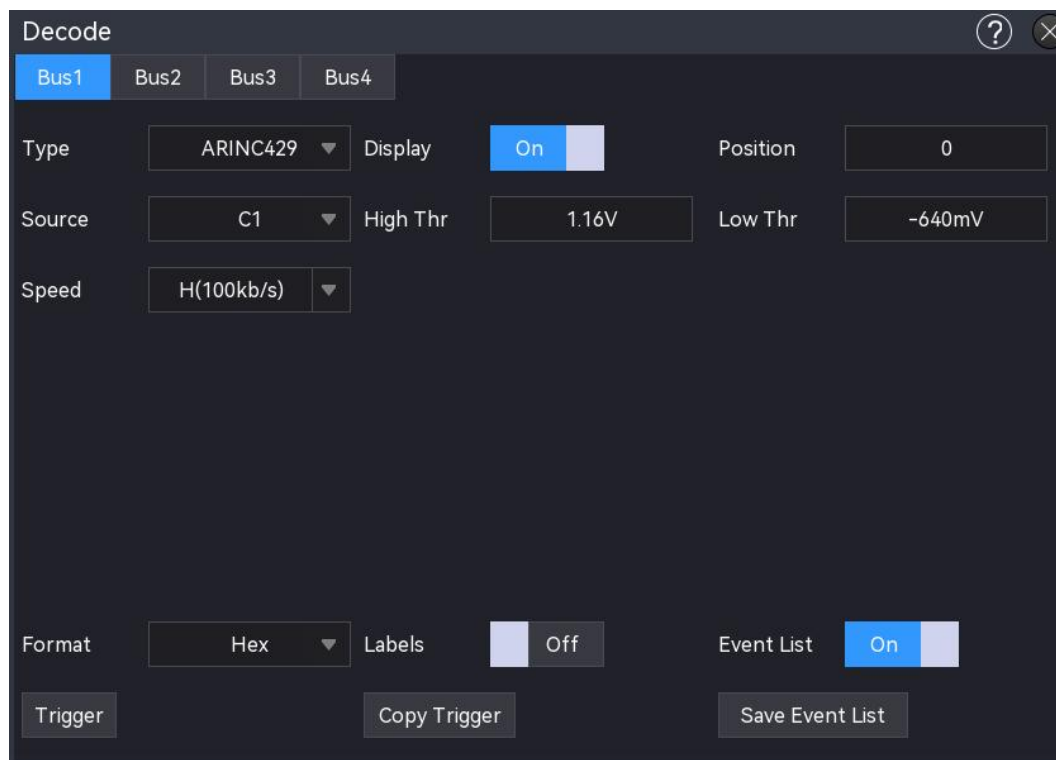 Decode ?
Bus1 Bus2 Bus3 Bus4
Type ARINC429 Display On Position 0
Source C1 High Thr 1.16V Low Thr -640mV
Speed H(100kb/s)
Format Hex Labels Off Event List On
Trigger Copy Trigger Save Event List